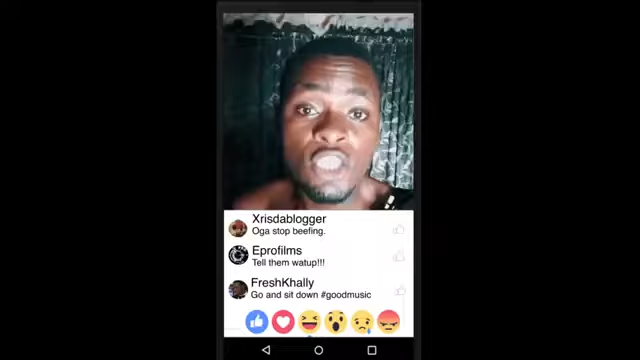 Xrisdablogger
Oga stop beefing.
Eprofilms
Tell them watup!!!
FreshKhally
Go and sit down #goodmusic